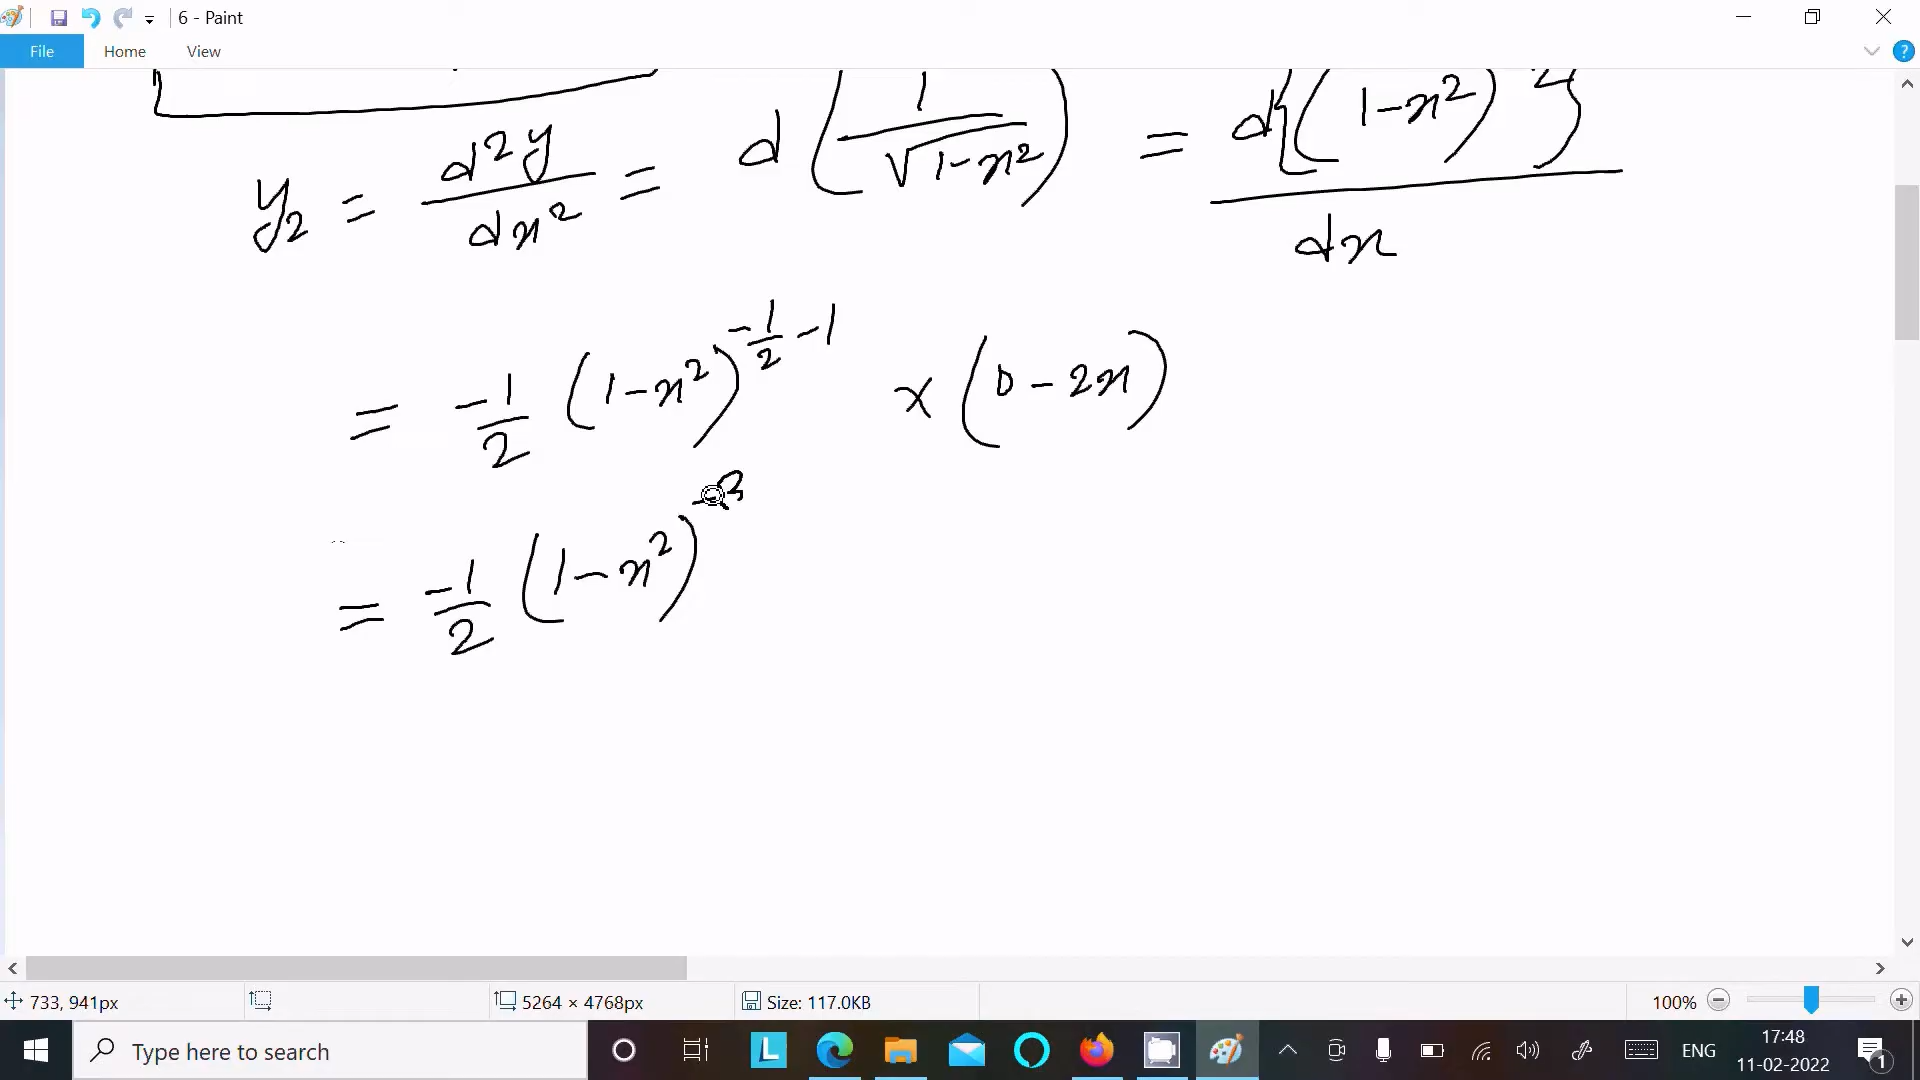 6 - Paint
File Home View
y₂ = d²y/dx² = d(1/√1-x²) = d{(1-x²) }/dx
= -1/2 (1-x²)^(-1/2 -1) × (0-2x)
= -1/2 (1-x²)^-3
733, 941px 5264 × 4768px Size: 117.0KB 100%
Type here to search ENG 17:48
11-02-2022 1